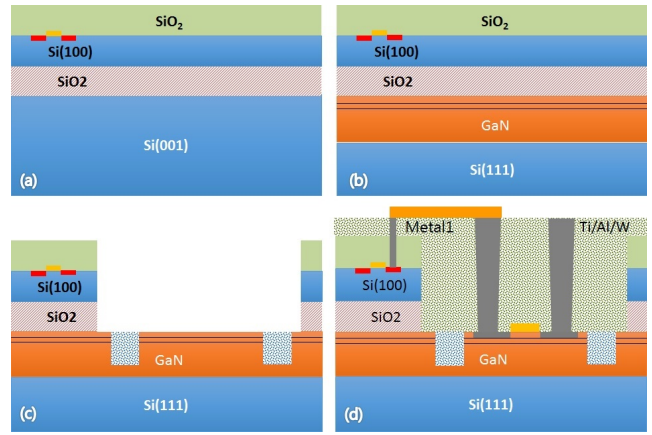 SiO₂
Si(100)
SiO2
Si(001)
(a)
SiO₂
Si(100)
SiO2
GaN
Si(111)
(b)
Si(100)
SiO2
GaN
Si(111)
(c)
Metal1
Ti/Al/W
Si(100)
SiO2
GaN
Si(111)
(d)